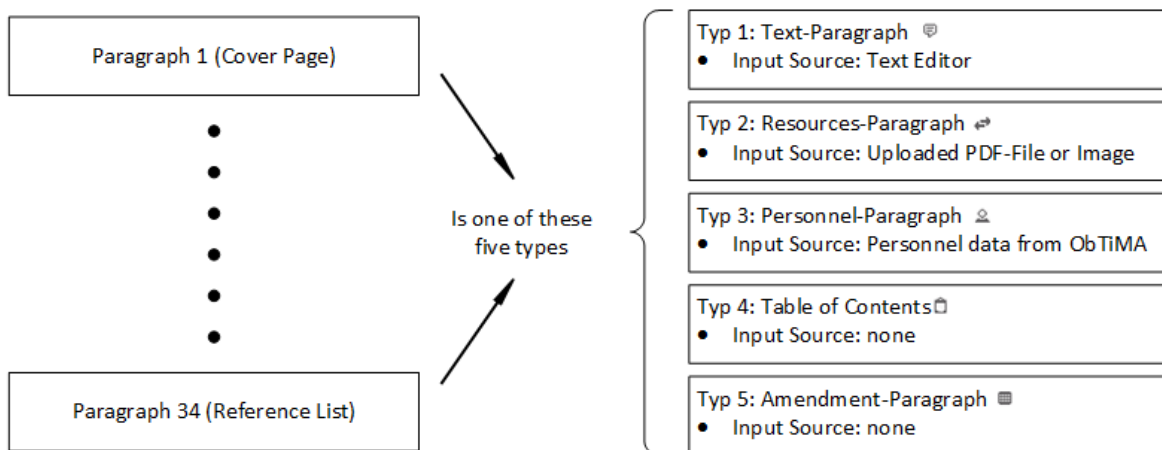 Paragraph 1 (Cover Page)
Paragraph 34 (Reference List)
Is one of these
five types
Typ 1: Text-Paragraph
• Input Source: Text Editor
Typ 2: Resources-Paragraph
• Input Source: Uploaded PDF-File or Image
Typ 3: Personnel-Paragraph
• Input Source: Personnel data from ObTiMA
Typ 4: Table of Contents
• Input Source: none
Typ 5: Amendment-Paragraph
• Input Source: none